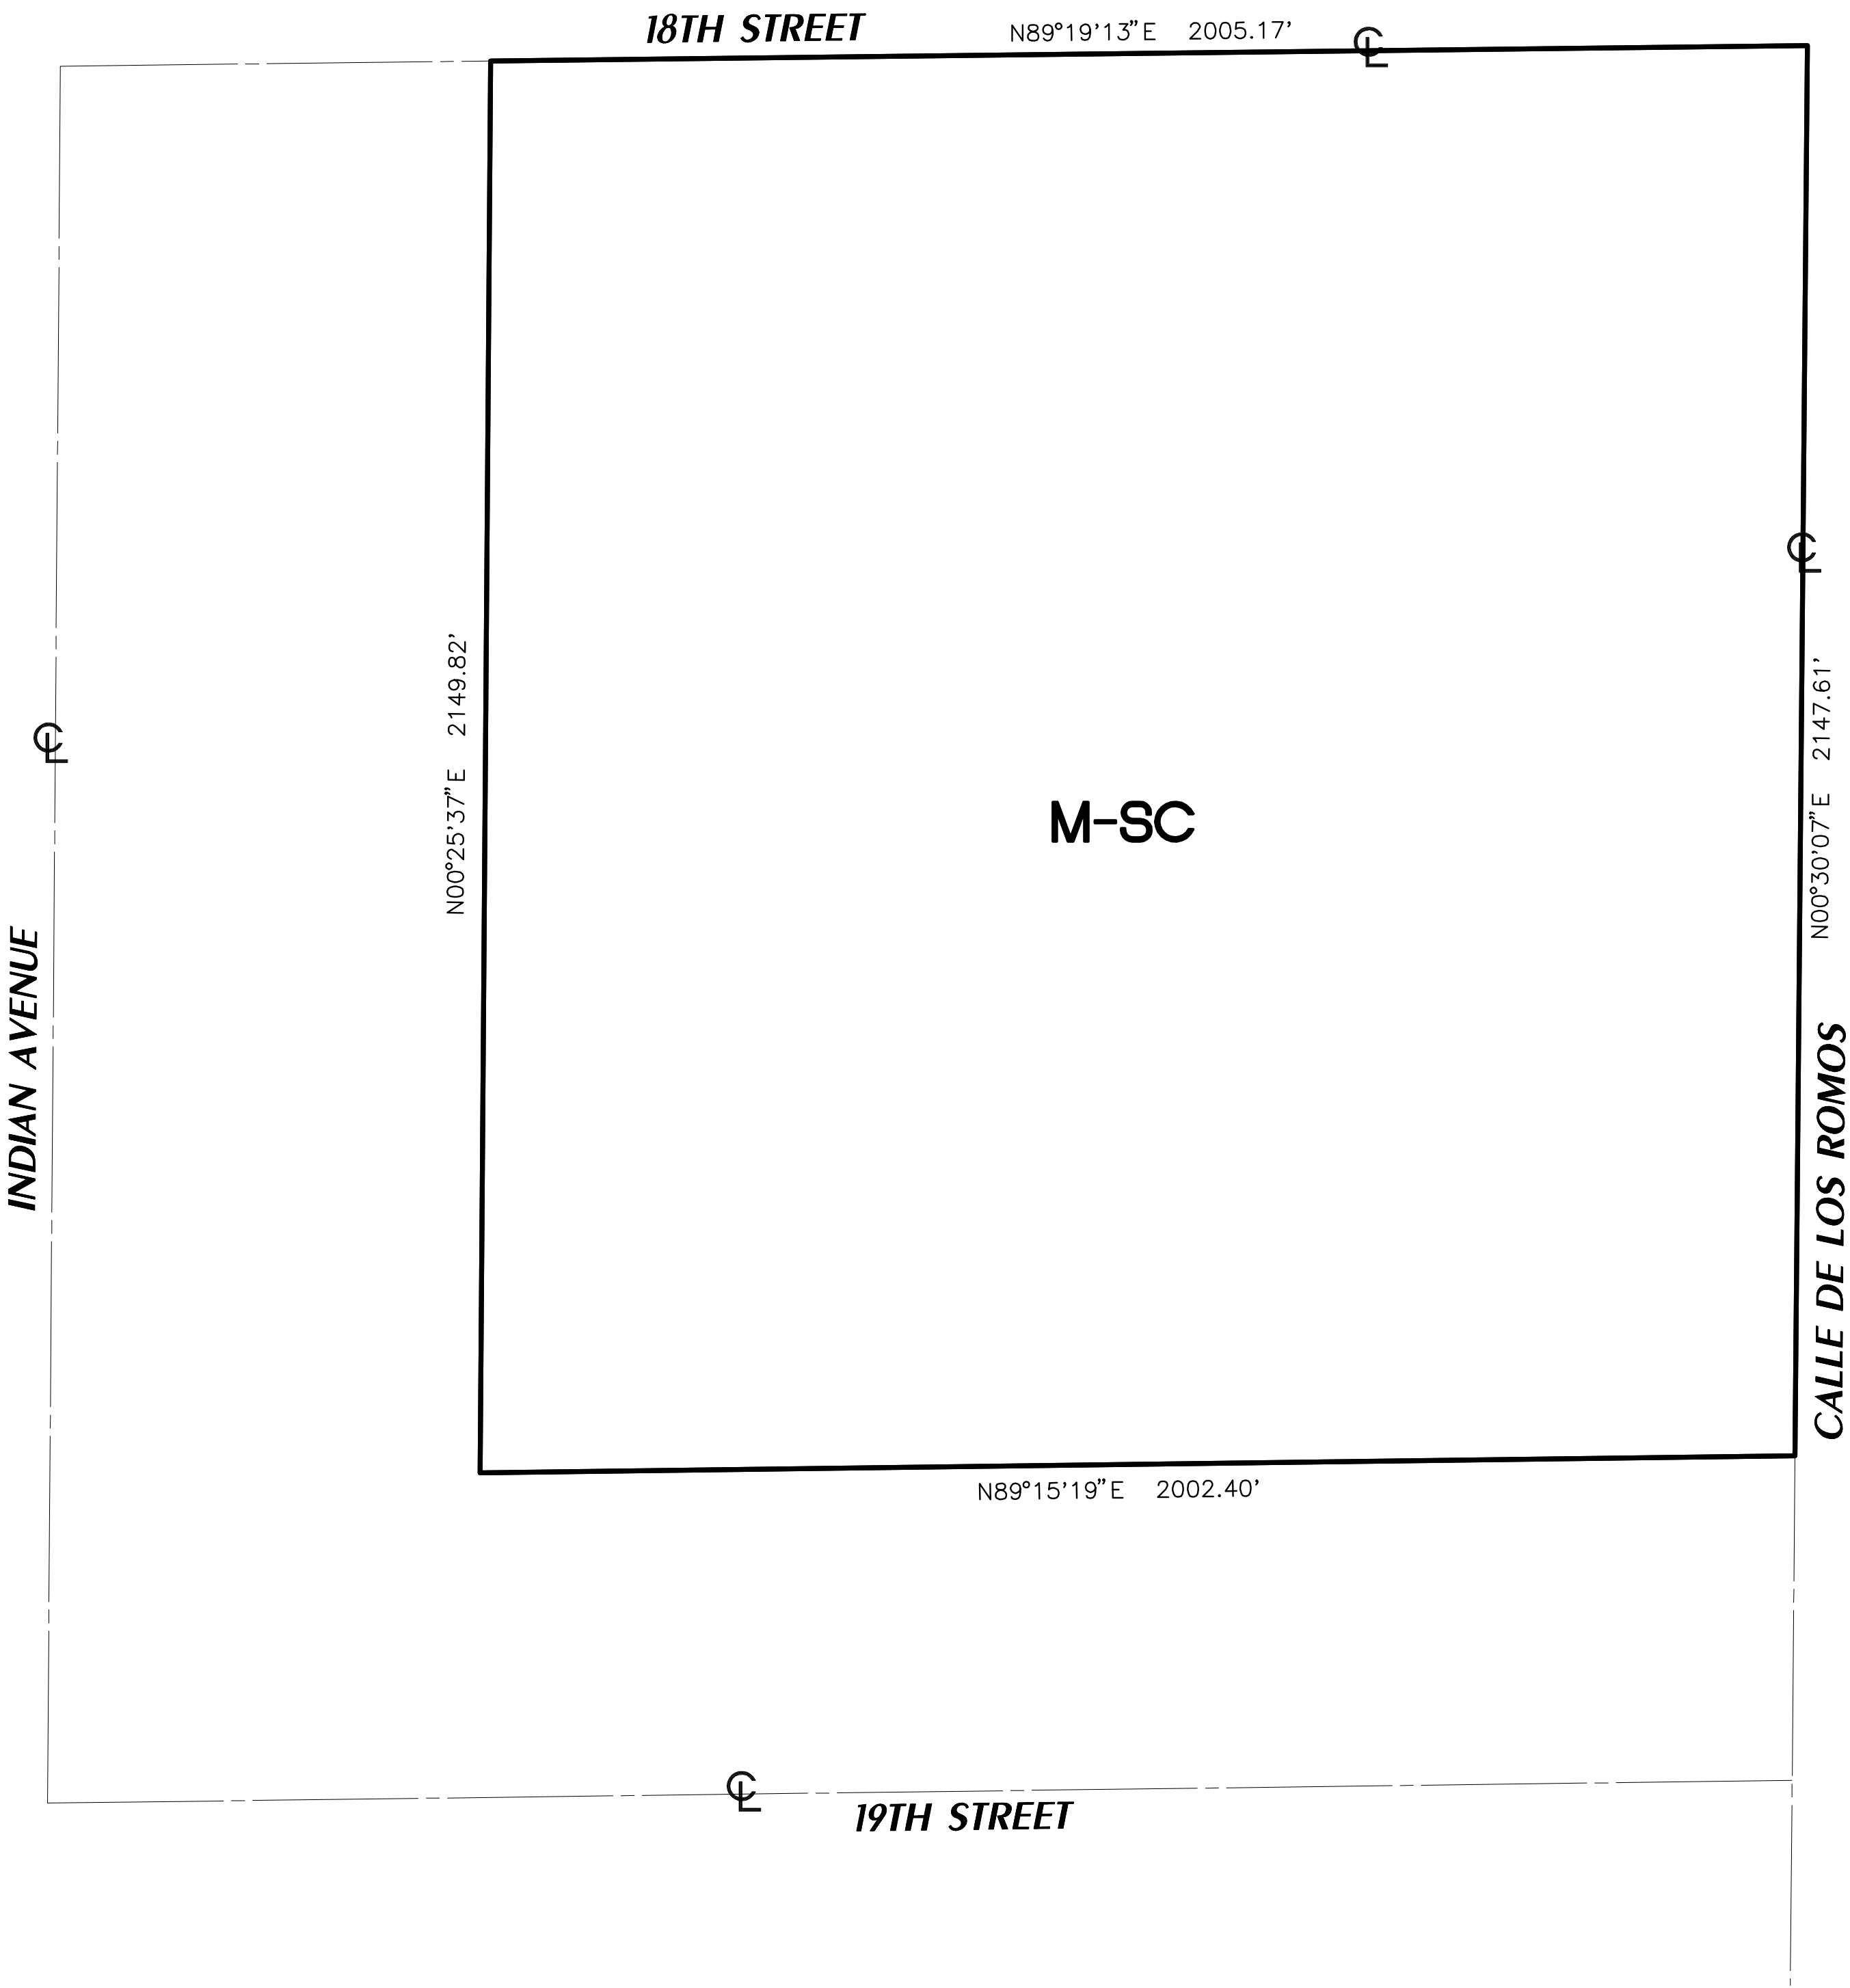 18TH STREET
N89°19'13"E 2005.17'
℄
℄
N00°25'37"E 2149.82'
N00°30'07"E 2147.61'
℄
M-SC
INDIAN AVENUE
CALLE DE LOS ROMOS
N89°15'19"E 2002.40'
℄
19TH STREET